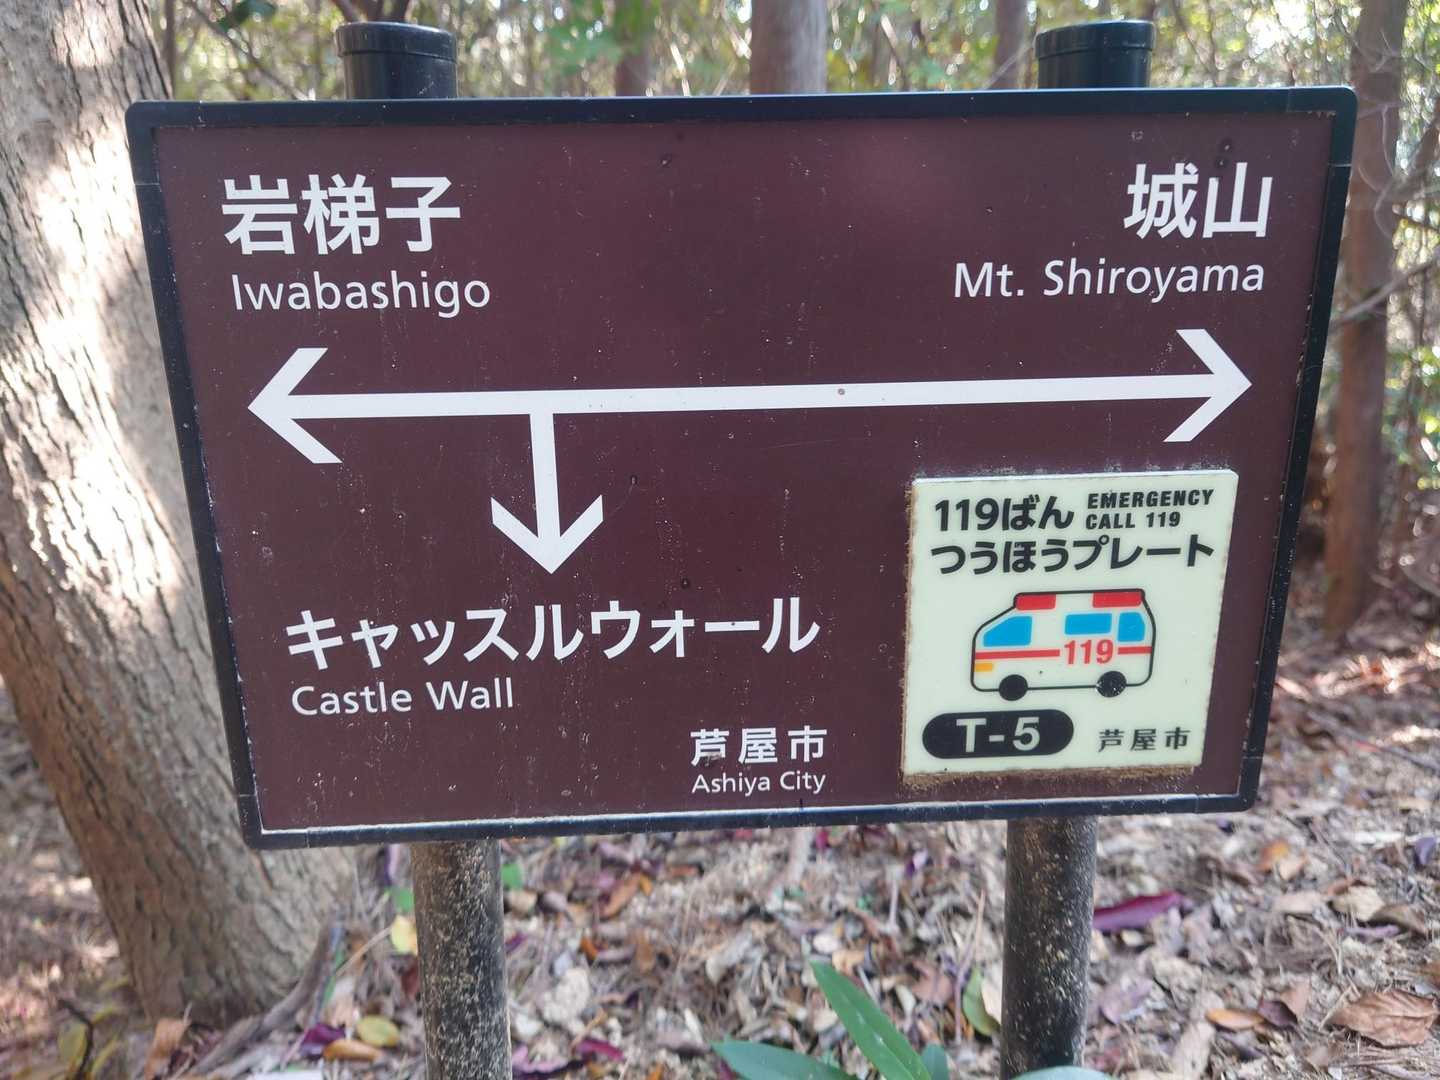 岩梯子
Iwabashigo
城山
Mt. Shiroyama
キャッスルウォール
Castle Wall
芦屋市
Ashiya City
119ばん EMERGENCY CALL 119
つうほうプレート
119
T-5
芦屋市